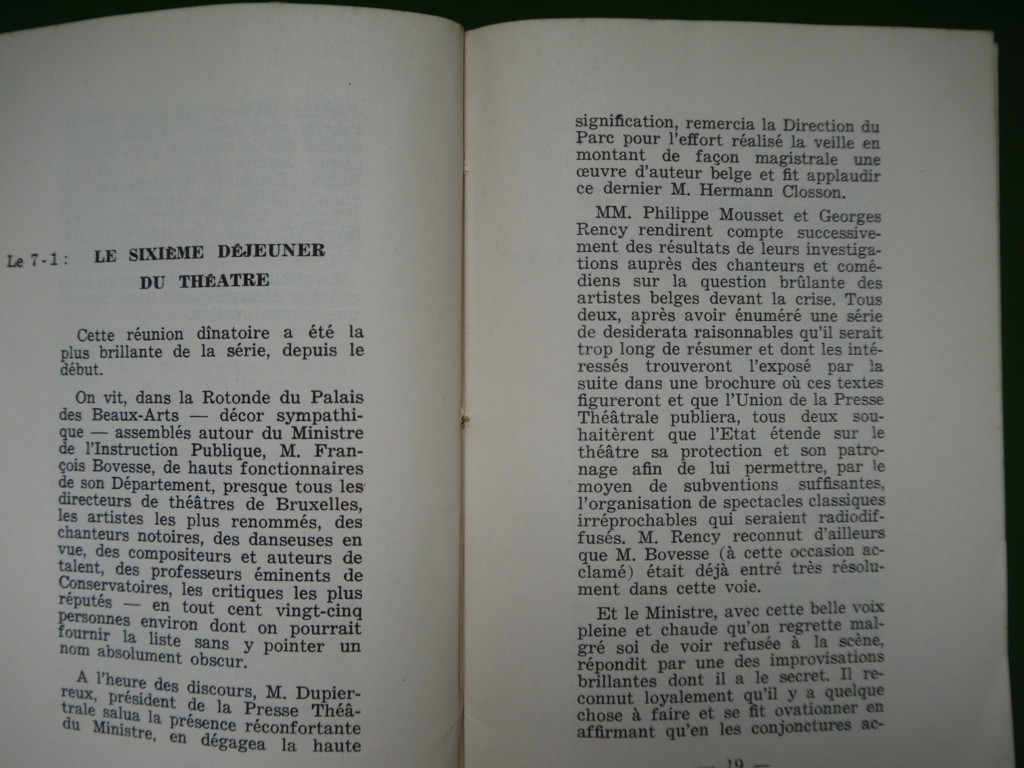 Le 7-1 : LE SIXIÈME DÉJEUNER
DU THÉATRE
Cette réunion dînatoire a été la
plus brillante de la série, depuis le
début.
On vit, dans la Rotonde du Palais
des Beaux-Arts — décor sympathi-
que — assemblés autour du Ministre
de l'Instruction Publique, M. Fran-
çois Bovesse, de hauts fonctionnaires
de son Département, presque tous les
directeurs de théâtres de Bruxelles,
les artistes les plus renommés, des
chanteurs notoires, des danseuses en
vue, des compositeurs et auteurs de
talent, des professeurs éminents de
Conservatoires, les critiques les plus
réputés — en tout cent vingt-cinq
personnes environ dont on pourrait
fournir la liste sans y pointer un
nom absolument obscur.
A l'heure des discours, M. Dupier-
reux, président de la Presse Théâ-
trale salua la présence réconfortante
du Ministre, en dégagea la haute
signification, remercia la Direction du
Parc pour l'effort réalisé la veille en
montant de façon magistrale une
œuvre d'auteur belge et fit applaudir
ce dernier M. Hermann Closson.
MM. Philippe Mousset et Georges
Rency rendirent compte successive-
ment des résultats de leurs investiga-
tions auprès des chanteurs et comé-
diens sur la question brûlante des
artistes belges devant la crise. Tous
deux, après avoir énuméré une série
de desiderata raisonnables qu'il serait
trop long de résumer et dont les inté-
ressés trouveront l'exposé par la
suite dans une brochure où ces textes
figureront et que l'Union de la Presse
Théâtrale publiera, tous deux sou-
haitèrent que l'Etat étende sur le
théâtre sa protection et son patro-
nage afin de lui permettre, par le
moyen de subventions suffisantes,
l'organisation de spectacles classiques
irréprochables qui seraient radiodif-
fusés. M. Rency reconnut d'ailleurs
que M. Bovesse (à cette occasion ac-
clamé) était déjà entré très résolu-
ment dans cette voie.
Et le Ministre, avec cette belle voix
pleine et chaude qu'on regrette mal-
gré soi de voir refusée à la scène,
répondit par une des improvisations
brillantes dont il a le secret. Il re-
connut loyalement qu'il y a quelque
chose à faire et se fit ovationner en
affirmant qu'en les conjonctures ac-
— 19 —